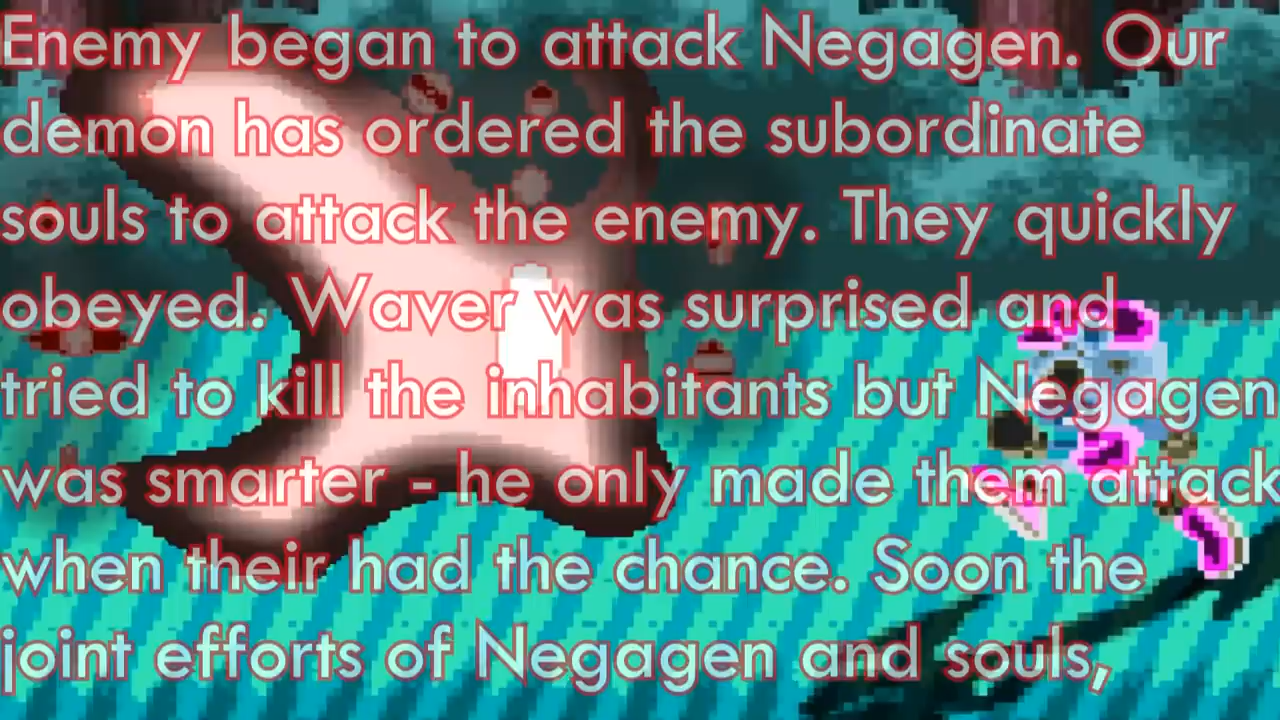 Enemy began to attack Negagen. Our
demon has ordered the subordinate
souls to attack the enemy. They quickly
obeyed. Waver was surprised and
tried to kill the inhabitants but Negagen
was smarter - he only made them attack
when their had the chance. Soon the
joint efforts of Negagen and souls,